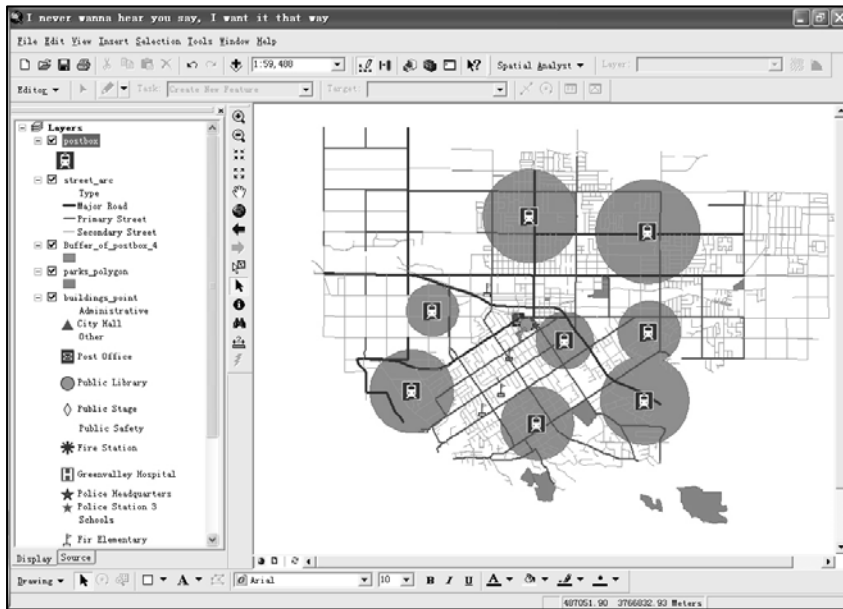 I never wanna hear you say, I want it that way
File Edit View Insert Selection Tools Window Help
1:59,488
Spatial Analyst
Layer:
Editor
Task:
Create New Feature
Target:
Layers
postbox
street_arc
Type
Major Road
Primary Street
Secondary Street
Buffer_of_postbox_4
parks_polygon
buildings_point
Administrative
City Hall
Other
Post Office
Public Library
Public Stage
Public Safety
Fire Station
Greenvalley Hospital
Police Headquarters
Police Station 3
Schools
Fir Elementary
Display Source
Drawing
A
Arial
10
B I U A
487051.90 3766832.93 Meters